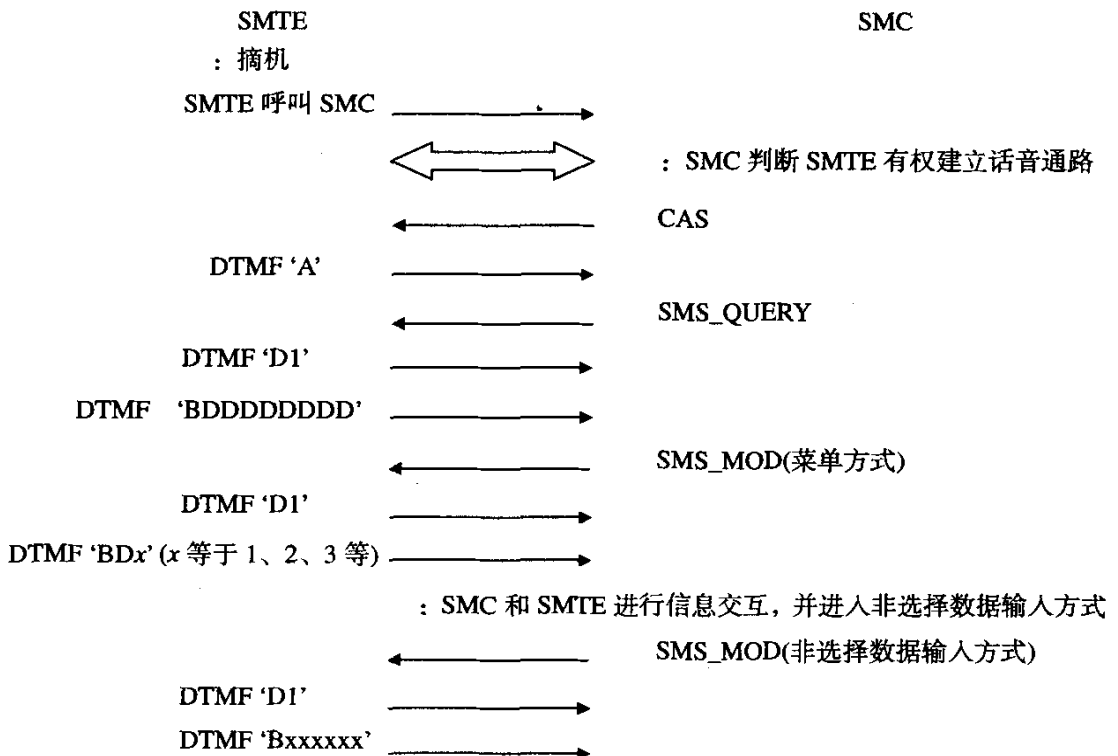 SMTE SMC
：摘机
SMTE 呼叫 SMC
：SMC 判断 SMTE 有权建立话音通路
CAS
DTMF ‘A’
SMS_QUERY
DTMF ‘D1’
DTMF ‘BDDDDDDDDD’
SMS_MOD(菜单方式)
DTMF ‘D1’
DTMF ‘BDx’ (x 等于 1、2、3 等)
：SMC 和 SMTE 进行信息交互，并进入非选择数据输入方式
SMS_MOD(非选择数据输入方式)
DTMF ‘D1’
DTMF ‘Bxxxxxx’